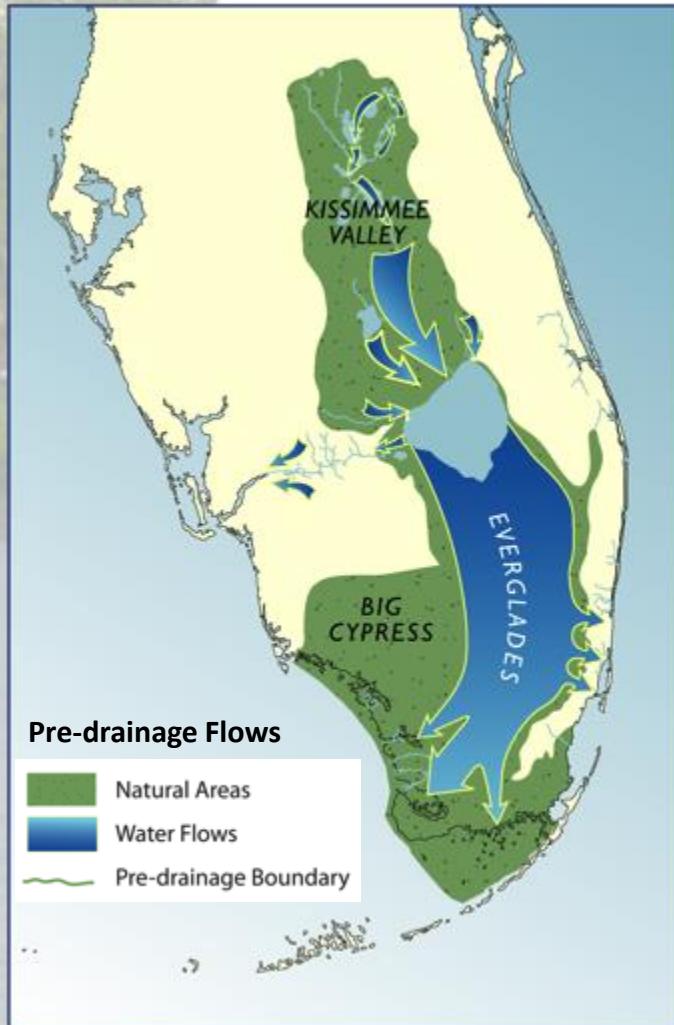 KISSIMMEE
VALLEY
EVERGLADES
BIG
CYPRESS
Pre-drainage Flows
Natural Areas
Water Flows
Pre-drainage Boundary